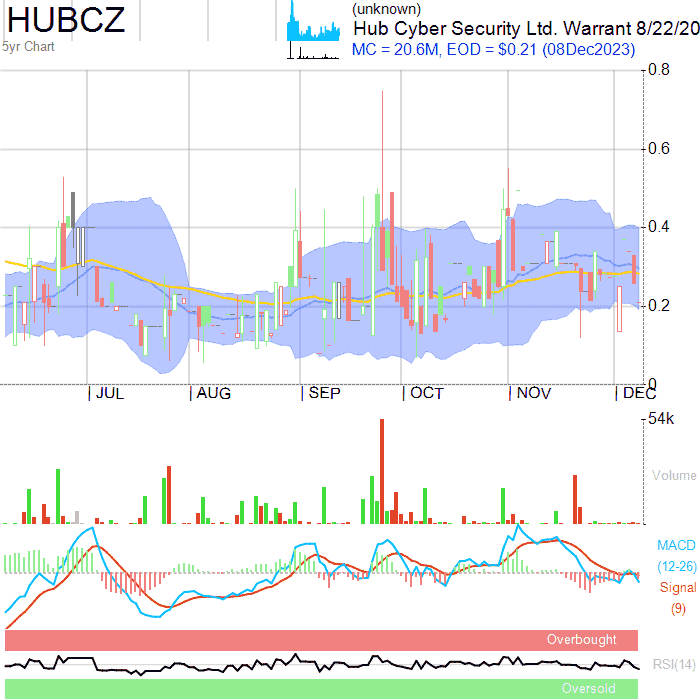 HUBCZ
(unknown)
Hub Cyber Security Ltd. Warrant 8/22/20
5yr Chart
MC = 20.6M, EOD = $0.21 (08Dec2023)
0.8
0.6
0.4
0.2
0
JUL AUG SEP OCT NOV DEC
54k
Volume
MACD
(12-26)
Signal
(9)
Overbought
RSI(14)
Oversold